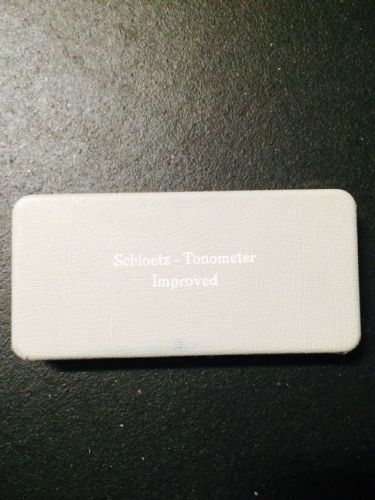 Schioetz - Tonometer
Improved